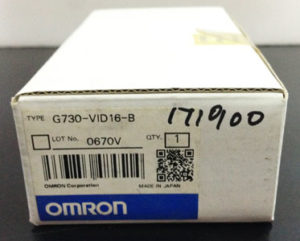 TYPE G730-VID16-B
171900
LOT No. 0670V QTY. 1
OMRON Corporation MADE IN JAPAN
OMRON